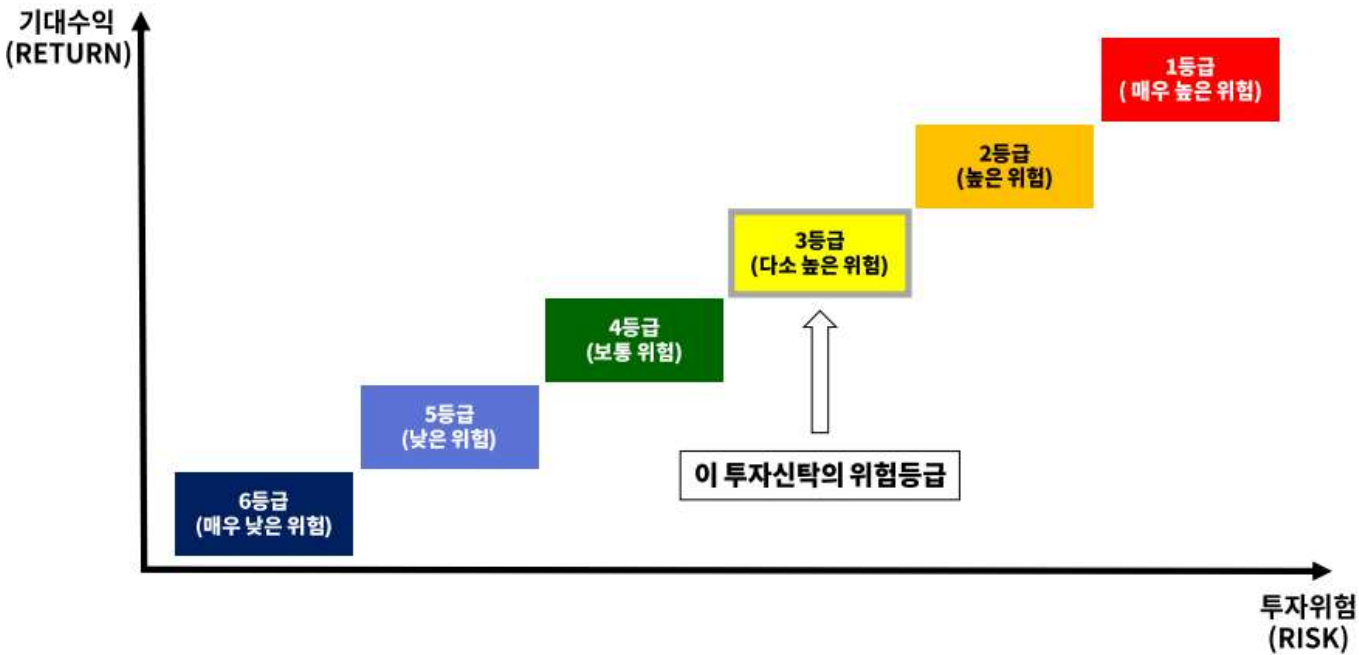 기대수익
(RETURN)
1등급
( 매우 높은 위험)
2등급
(높은 위험)
3등급
(다소 높은 위험)
4등급
(보통 위험)
5등급
(낮은 위험)
이 투자신탁의 위험등급
6등급
(매우 낮은 위험)
투자위험
(RISK)